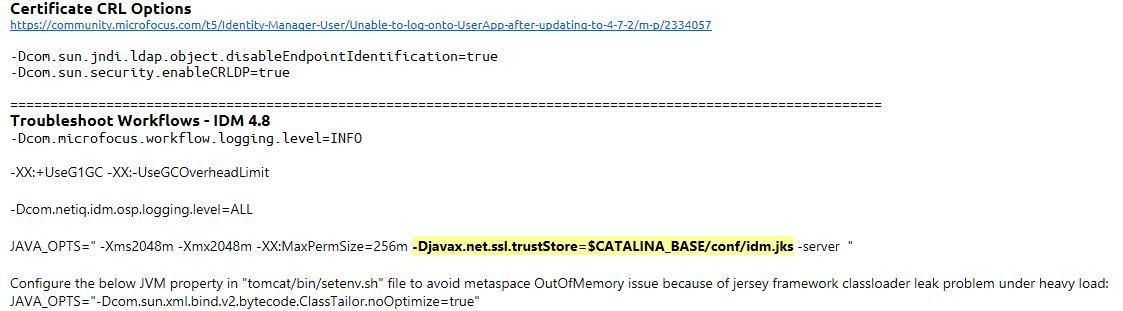 Certificate CRL Options
https://community.microfocus.com/t5/Identity-Manager-User/Unable-to-log-onto-UserApp-after-updating-to-4-7-2/m-p/2334057
-Dcom.sun.jndi.ldap.object.disableEndpointIdentification=true
-Dcom.sun.security.enableCRLDP=true
=============================================================================================================
Troubleshoot Workflows - IDM 4.8
-Dcom.microfocus.workflow.logging.level=INFO
-XX:+UseG1GC -XX:-UseGCOverheadLimit
-Dcom.netiq.idm.osp.logging.level=ALL
JAVA_OPTS=" -Xms2048m -Xmx2048m -XX:MaxPermSize=256m -Djavax.net.ssl.trustStore=$CATALINA_BASE/conf/idm.jks -server  "
Configure the below JVM property in "tomcat/bin/setenv.sh" file to avoid metaspace OutOfMemory issue because of jersey framework classloader leak problem under heavy load:
JAVA_OPTS="-Dcom.sun.xml.bind.v2.bytecode.ClassTailor.noOptimize=true"